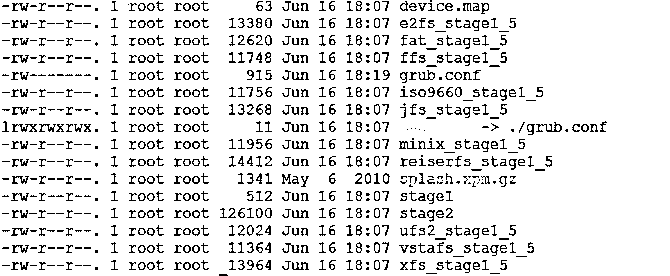 -rw-r--r--. 1 root root 63 Jun 16 18:07 device.map
-rw-r--r--. 1 root root 13380 Jun 16 18:07 e2fs_stage1_5
-rw-r--r--. 1 root root 12620 Jun 16 18:07 fat_stage1_5
-rw-r--r--. 1 root root 11748 Jun 16 18:07 ffs_stage1_5
-rw-------. 1 root root 915 Jun 16 18:19 grub.conf
-rw-r--r--. 1 root root 11756 Jun 16 18:07 iso9660_stage1_5
-rw-r--r--. 1 root root 13268 Jun 16 18:07 jfs_stage1_5
lrwxrwxrwx. 1 root root 11 Jun 16 18:07 -> ./grub.conf
-rw-r--r--. 1 root root 11956 Jun 16 18:07 minix_stage1_5
-rw-r--r--. 1 root root 14412 Jun 16 18:07 reiserfs_stage1_5
-rw-r--r--. 1 root root 1341 May 6 2010 splash.xpm.gz
-rw-r--r--. 1 root root 512 Jun 16 18:07 stage1
-rw-r--r--. 1 root root 126100 Jun 16 18:07 stage2
-rw-r--r--. 1 root root 12024 Jun 16 18:07 ufs2_stage1_5
-rw-r--r--. 1 root root 11364 Jun 16 18:07 vstafs_stage1_5
-rw-r--r--. 1 root root 13964 Jun 16 18:07 xfs_stage1_5